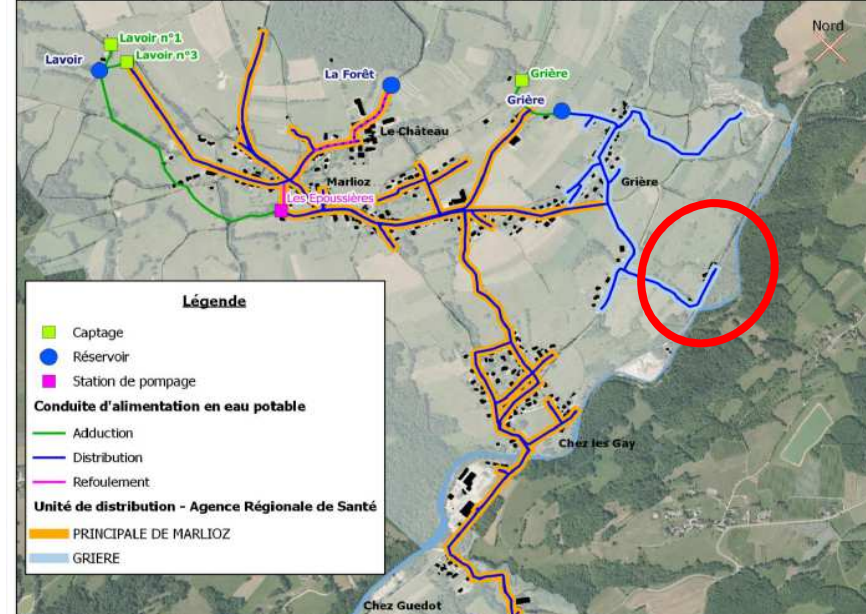 Nord
Lavoir n°1
Lavoir n°3
Lavoir
La Forêt
Grière
Grière
Le Château
Marlioz
Grière
Les Epoussières
Légende
Captage
Réservoir
Station de pompage
Conduite d'alimentation en eau potable
Adduction
Distribution
Refoulement
Unité de distribution - Agence Régionale de Santé
PRINCIPALE DE MARLIOZ
GRIERE
Chez les Gay
Chez Guedot